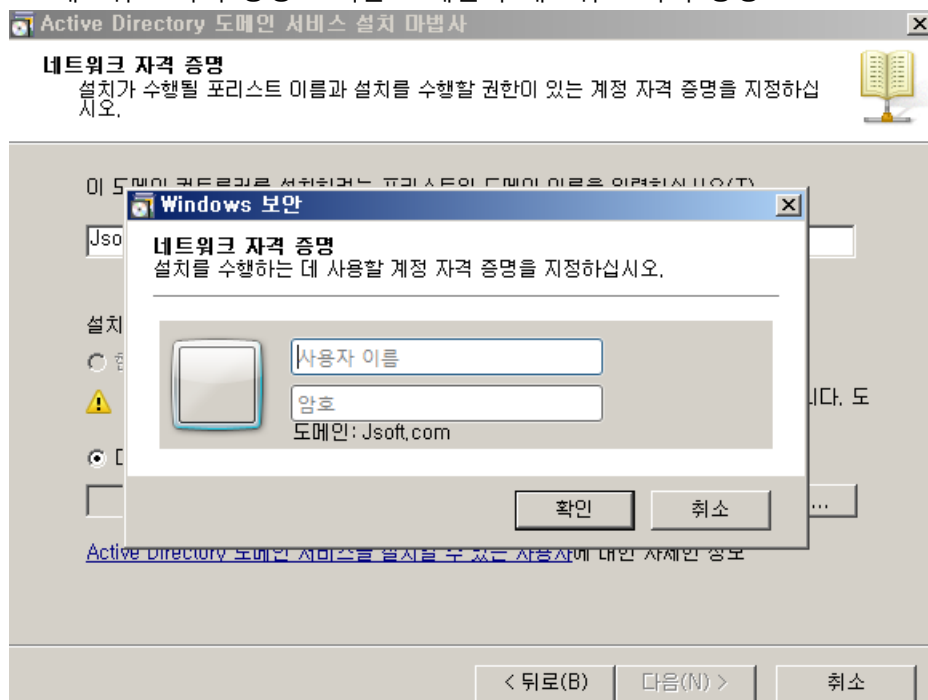 Active Directory 도메인 서비스 설치 마법사
네트워크 자격 증명
설치가 수행될 포리스트 이름과 설치를 수행할 권한이 있는 계정 자격 증명을 지정하십
시오.
Windows 보안
Jso
네트워크 자격 증명
설치를 수행하는 데 사용할 계정 자격 증명을 지정하십시오.
설치
사용자 이름
암호
니다. 도
도메인: Jsoft.com
확인
취소
...
Active Directory 도메인 서비스를 설치할 수 있는 사용자에 대한 자세한 정보
< 뒤로(B)
다음(N) >
취소